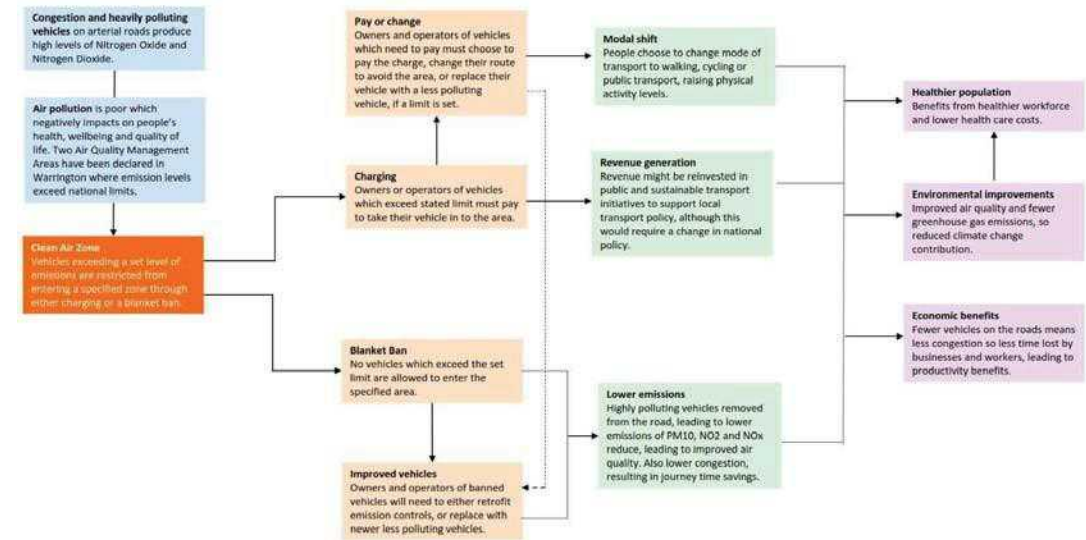 Congestion and heavily polluting
vehicles on arterial roads produce
high levels of Nitrogen Oxide and
Nitrogen Dioxide.
Air pollution is poor which
negatively impacts on people's
health, wellbeing and quality of
life. Two Air Quality Management
Areas have been declared in
Warrington where emission levels
exceed national limits.
Clean Air Zone
Vehicles exceeding a set level of
emissions are restricted from
entering a specified zone through
either charging or a blanket ban.
Pay or change
Owners and operators of vehicles
which need to pay must choose to
pay the charge, change their route
to avoid the area, or replace their
vehicle with a less polluting
vehicle, if a limit is set.
Charging
Owners or operators of vehicles
which exceed stated limit must pay
to take their vehicle in to the area.
Blanket Ban
No vehicles which exceed the set
limit are allowed to enter the
specified area.
Improved vehicles
Owners and operators of banned
vehicles will need to either retrofit
emission controls, or replace with
newer less polluting vehicles.
Modal shift
People choose to change mode of
transport to walking, cycling or
public transport, raising physical
activity levels.
Revenue generation
Revenue might be reinvested in
public and sustainable transport
initiatives to support local
transport policy, although this
would require a change in national
policy.
Lower emissions
Highly polluting vehicles removed
from the road, leading to lower
emissions of PM10, NO2 and NOx
reduce, leading to improved air
quality. Also lower congestion,
resulting in journey time savings.
Healthier population
Benefits from healthier workforce
and lower health care costs.
Environmental improvements
Improved air quality and fewer
greenhouse gas emissions, so
reduced climate change
contribution.
Economic benefits
Fewer vehicles on the roads means
less congestion so less time lost by
businesses and workers, leading to
productivity benefits.